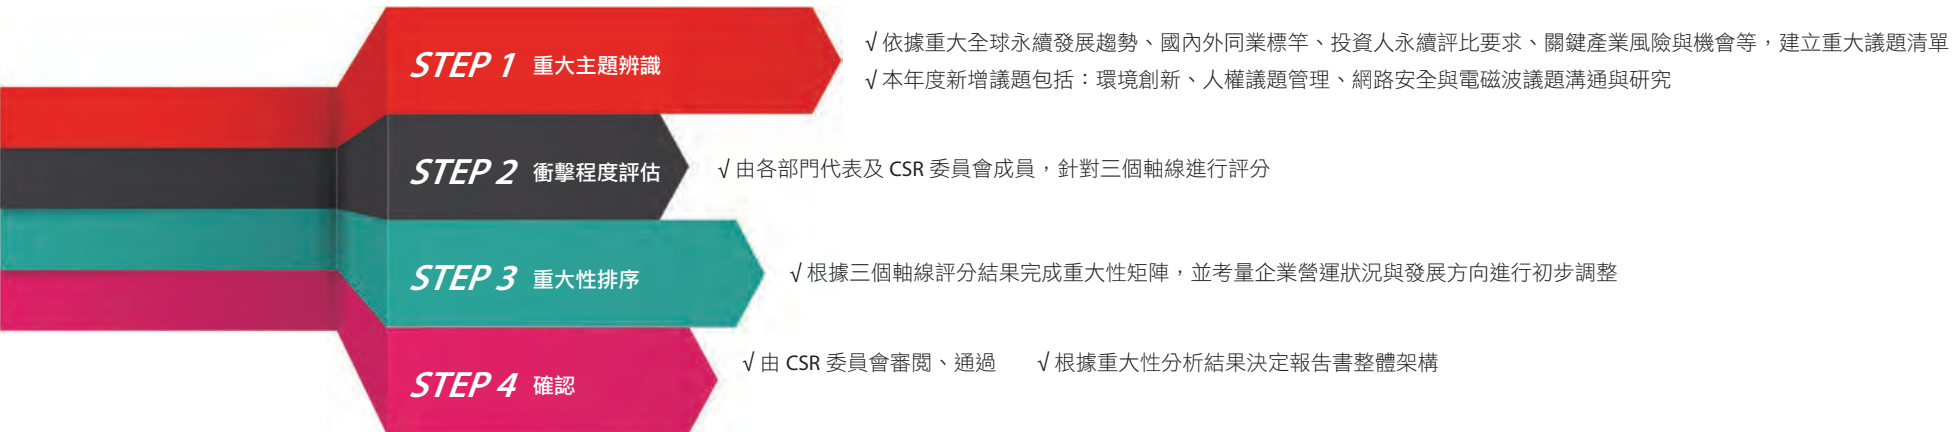 STEP 1 重大主題辨識
√ 依據重大全球永續發展趨勢、國內外同業標竿、投資人永續評比要求、關鍵產業風險與機會等，建立重大議題清單
√ 本年度新增議題包括：環境創新、人權議題管理、網路安全與電磁波議題溝通與研究
STEP 2 衝擊程度評估
√ 由各部門代表及 CSR 委員會成員，針對三個軸線進行評分
STEP 3 重大性排序
√ 根據三個軸線評分結果完成重大性矩陣，並考量企業營運狀況與發展方向進行初步調整
STEP 4 確認
√ 由 CSR 委員會審閱、通過 √ 根據重大性分析結果決定報告書整體架構